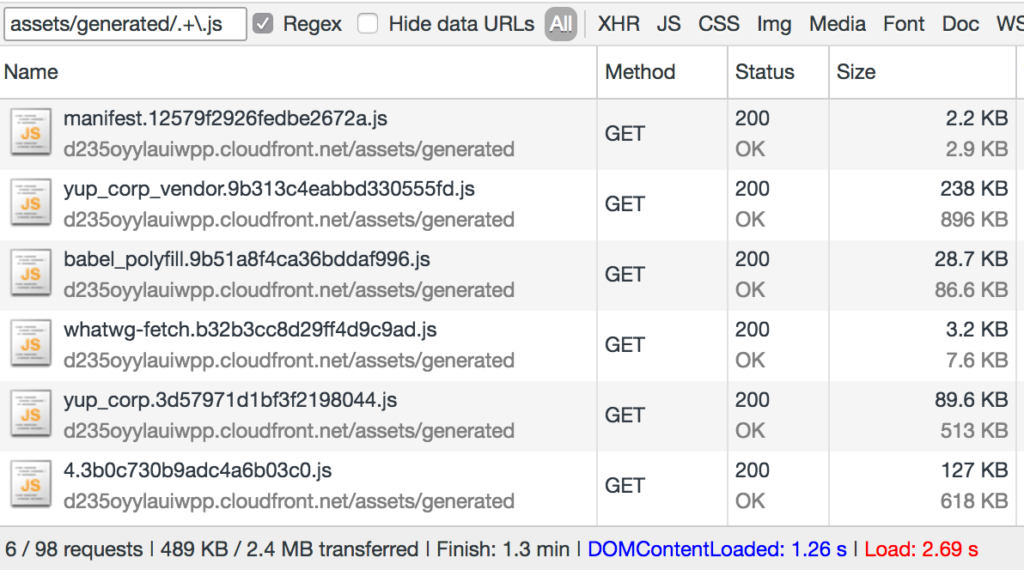 assets/generated/.+\.js Regex Hide data URLs All XHR JS CSS Img Media Font Doc WS
Name Method Status Size
JS manifest.12579f2926fedbe2672a.js GET 200 2.2 KB
d235oyylauiwpp.cloudfront.net/assets/generated OK 2.9 KB
JS yup_corp_vendor.9b313c4eabbd330555fd.js GET 200 238 KB
d235oyylauiwpp.cloudfront.net/assets/generated OK 896 KB
JS babel_polyfill.9b51a8f4ca36bddaf996.js GET 200 28.7 KB
d235oyylauiwpp.cloudfront.net/assets/generated OK 86.6 KB
JS whatwg-fetch.b32b3cc8d29ff4d9c9ad.js GET 200 3.2 KB
d235oyylauiwpp.cloudfront.net/assets/generated OK 7.6 KB
JS yup_corp.3d57971d1bf3f2198044.js GET 200 89.6 KB
d235oyylauiwpp.cloudfront.net/assets/generated OK 513 KB
JS 4.3b0c730b9adc4a6b03c0.js GET 200 127 KB
d235oyylauiwpp.cloudfront.net/assets/generated OK 618 KB
6 / 98 requests | 489 KB / 2.4 MB transferred | Finish: 1.3 min | DOMContentLoaded: 1.26 s | Load: 2.69 s